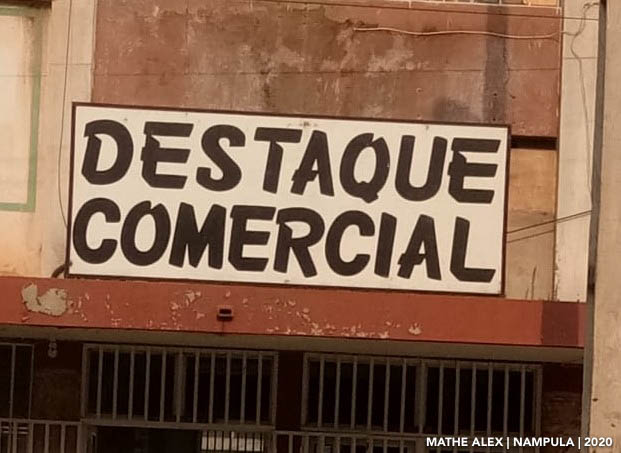 DESTAQUE
COMERCIAL
MATHE ALEX | NAMPULA | 2020